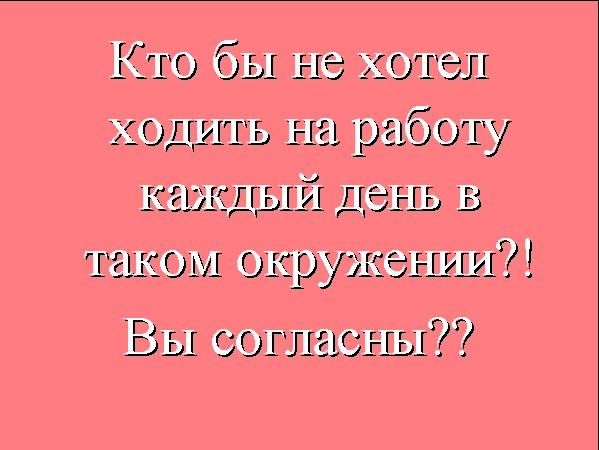 Кто бы не хотел
ходить на работу
каждый день в
таком окружении?!
Вы согласны??